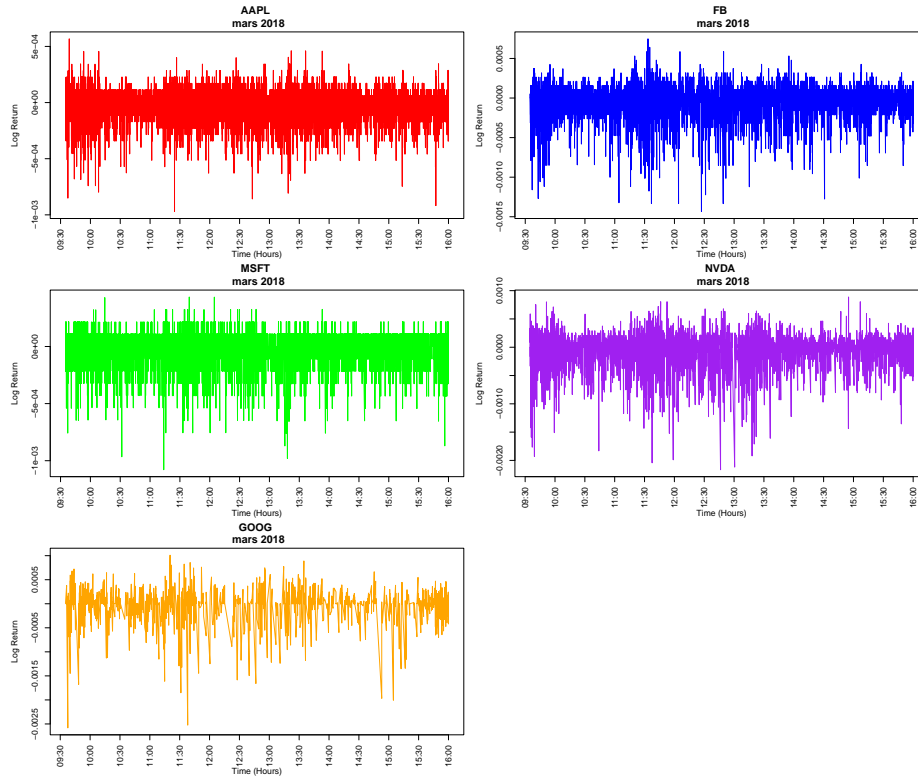 AAPL
mars 2018
Log Return
5e−04
0e+00
−5e−04
−1e−03
09:30 10:00 10:30 11:00 11:30 12:00 12:30 13:00 13:30 14:00 14:30 15:00 15:30 16:00
Time (Hours)
FB
mars 2018
Log Return
0.0005
0.0000
−0.0005
−0.0010
−0.0015
09:30 10:00 10:30 11:00 11:30 12:00 12:30 13:00 13:30 14:00 14:30 15:00 15:30 16:00
Time (Hours)
MSFT
mars 2018
Log Return
0e+00
−5e−04
−1e−03
09:30 10:00 10:30 11:00 11:30 12:00 12:30 13:00 13:30 14:00 14:30 15:00 15:30 16:00
Time (Hours)
NVDA
mars 2018
Log Return
0.0010
0.0000
−0.0010
−0.0020
09:30 10:00 10:30 11:00 11:30 12:00 12:30 13:00 13:30 14:00 14:30 15:00 15:30 16:00
Time (Hours)
GOOG
mars 2018
Log Return
0.0005
−0.0005
−0.0015
−0.0025
09:30 10:00 10:30 11:00 11:30 12:00 12:30 13:00 13:30 14:00 14:30 15:00 15:30 16:00
Time (Hours)